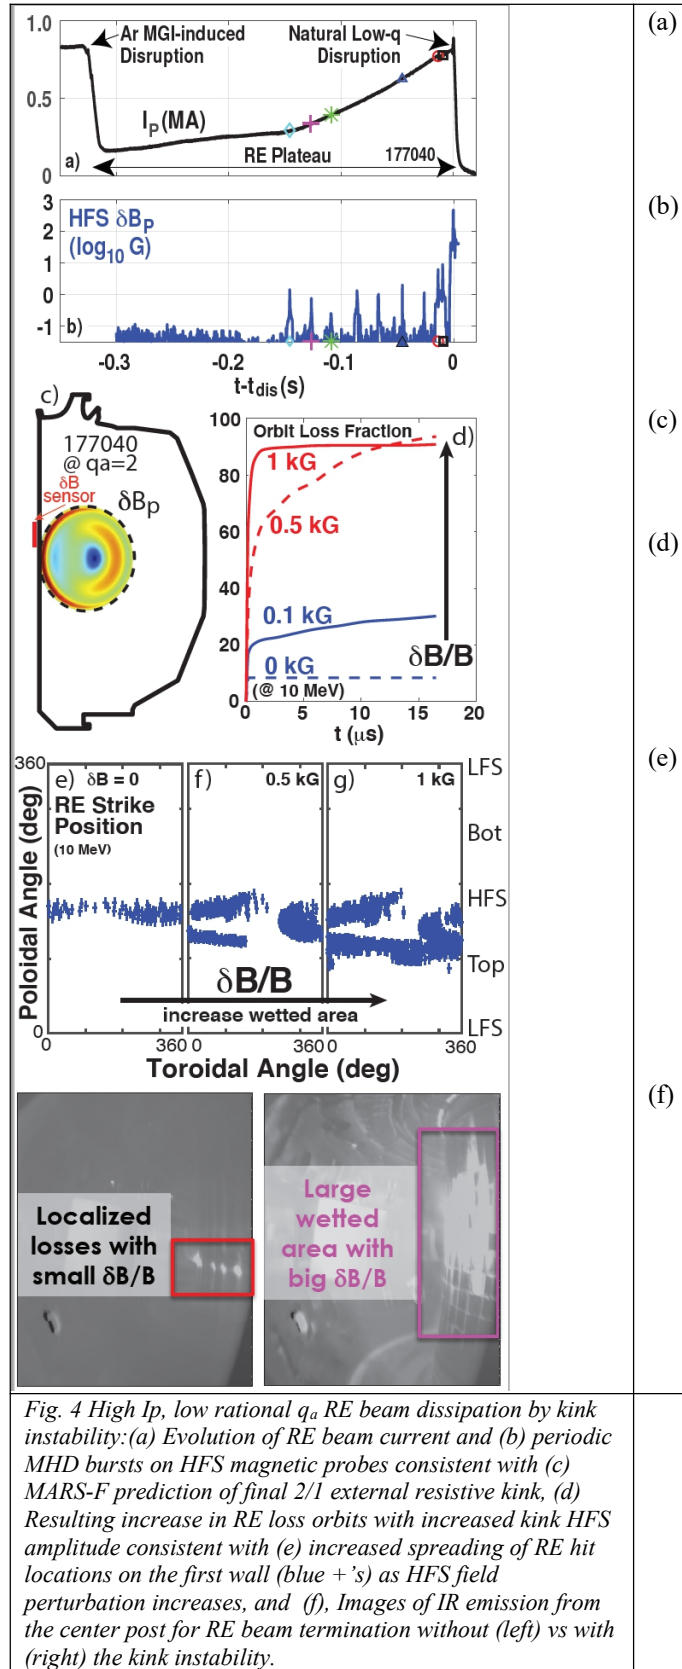 (a)
1.0
Ar MGI-induced
Disruption
Natural Low-q
Disruption
0.5
I_P(MA)
a)
RE Plateau
177040
0
(b)
3
HFS δB_P
(log_10 G)
2
1
0
-1
b)
-0.3
-0.2
-0.1
0
t-t_dis(s)
(c)
c)
177040
@ qa=2
δB
sensor
δB_p
(d)
100
Orbit Loss Fraction
d)
1 kG
80
0.5 kG
60
40
0.1 kG
δB/B
20
0 kG
(@ 10 MeV)
0
0
5
10
15
20
t (μs)
(e)
360
e) δB = 0
RE Strike
Position
(10 MeV)
f)
0.5 kG
g)
1 kG
LFS
Bot
HFS
Top
LFS
Poloidal Angle (deg)
δB/B
increase wetted area
0
0
360
0
360
0
360
Toroidal Angle (deg)
(f)
Localized
losses with
small δB/B
Large
wetted
area with
big δB/B
Fig. 4 High Ip, low rational q_a RE beam dissipation by kink
instability:(a) Evolution of RE beam current and (b) periodic
MHD bursts on HFS magnetic probes consistent with (c)
MARS-F prediction of final 2/1 external resistive kink, (d)
Resulting increase in RE loss orbits with increased kink HFS
amplitude consistent with (e) increased spreading of RE hit
locations on the first wall (blue +’s) as HFS field
perturbation increases, and (f), Images of IR emission from
the center post for RE beam termination without (left) vs with
(right) the kink instability.